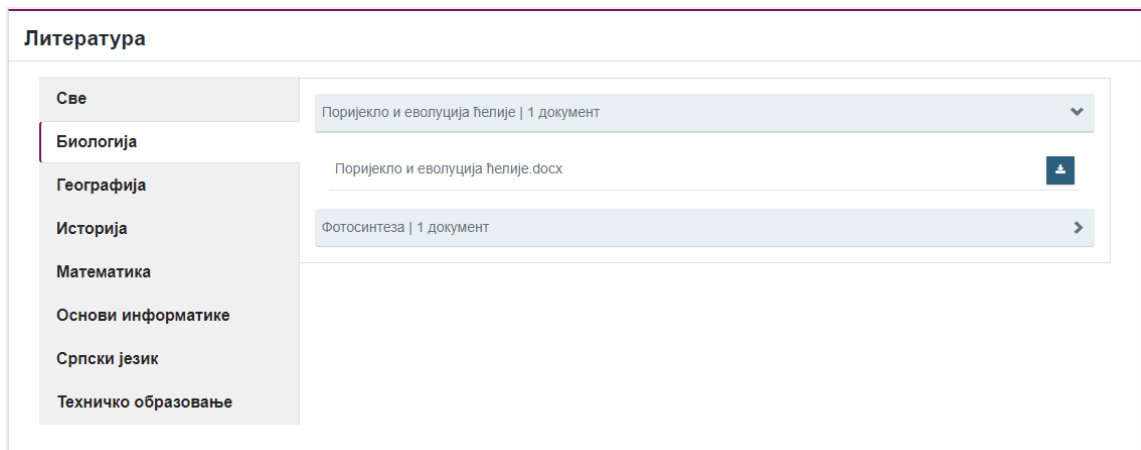 Литература
Све
Биологија
Географија
Историја
Математика
Основи информатике
Српски језик
Техничко образовање
Поријекло и еволуција ћелије | 1 документ
Поријекло и еволуција ћелије.docx
Фотосинтеза | 1 документ